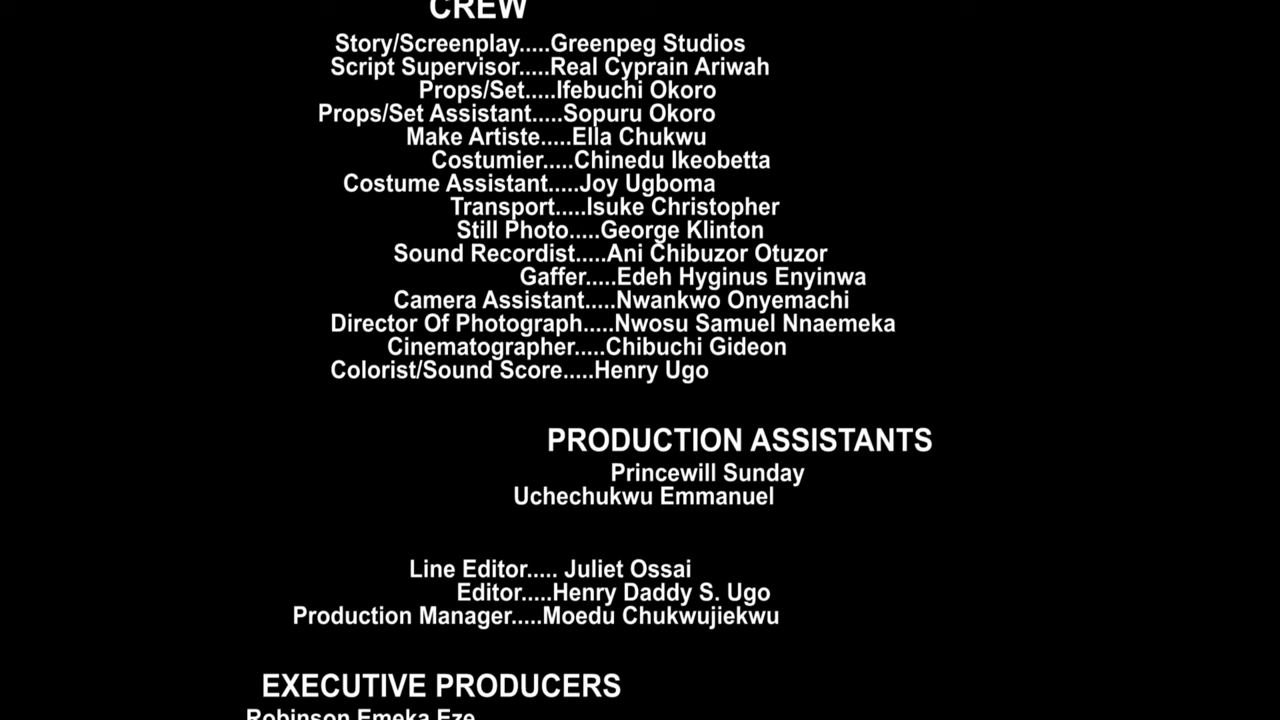 CREW
Story/Screenplay.....Greenpeg Studios
Script Supervisor.....Real Cyprain Ariwah
Props/Set.....Ifebuchi Okoro
Props/Set Assistant.....Sopuru Okoro
Make Artiste.....Ella Chukwu
Costumier.....Chinedu Ikeobetta
Costume Assistant.....Joy Ugboma
Transport.....Isuke Christopher
Still Photo.....George Klinton
Sound Recordist.....Ani Chibuzor Otuzor
Gaffer.....Edeh Hyginus Enyinwa
Camera Assistant.....Nwankwo Onyemachi
Director Of Photograph.....Nwosu Samuel Nnaemeka
Cinematographer.....Chibuchi Gideon
Colorist/Sound Score.....Henry Ugo
PRODUCTION ASSISTANTS
Princewill Sunday
Uchechukwu Emmanuel
Line Editor..... Juliet Ossai
Editor.....Henry Daddy S. Ugo
Production Manager.....Moedu Chukwujiekwu
EXECUTIVE PRODUCERS
Robinson Emeka Eze